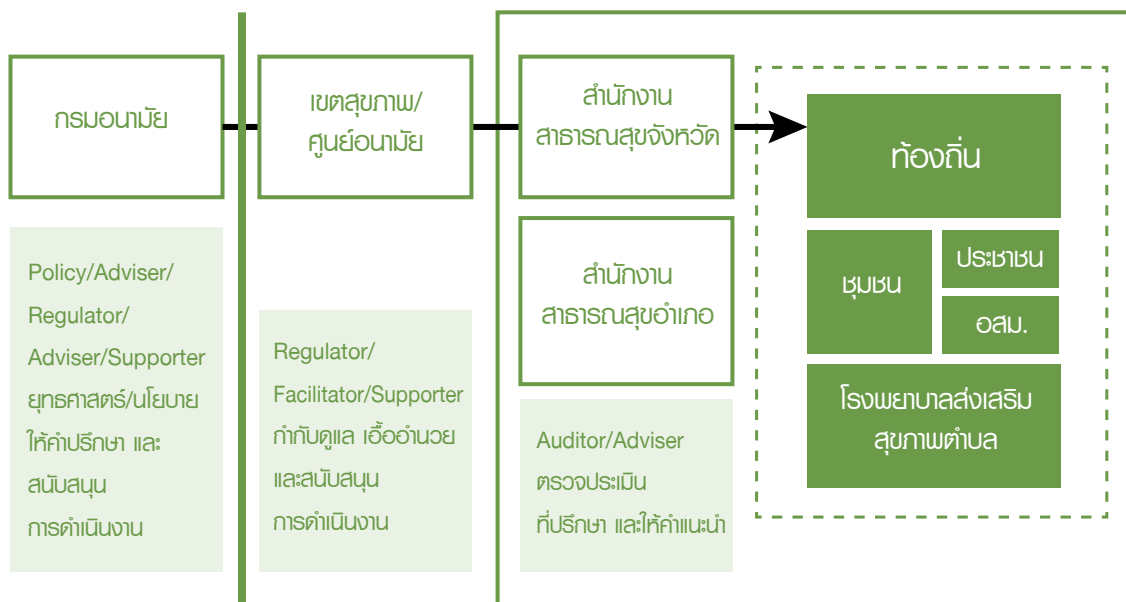 กรมอนามัย
Policy/Adviser/
Regulator/
Adviser/Supporter
ยุทธศาสตร์/นโยบาย
ให้คำปรึกษา และ
สนับสนุน
การดำเนินงาน
เขตสุขภาพ/
ศูนย์อนามัย
Regulator/
Facilitator/Supporter
กำกับดูแล เอื้ออำนวย
และสนับสนุน
การดำเนินงาน
สำนักงาน
สาธารณสุขจังหวัด
สำนักงาน
สาธารณสุขอำเภอ
Auditor/Adviser
ตรวจประเมิน
ที่ปรึกษา และให้คำแนะนำ
ท้องถิ่น
ชุมชน
ประชาชน
อสม.
โรงพยาบาลส่งเสริม
สุขภาพตำบล